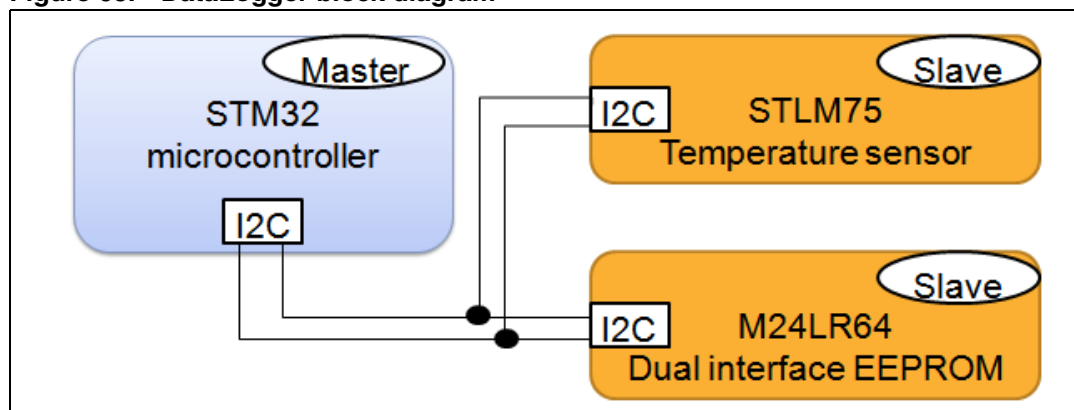 Master
STM32
microcontroller
I2C
Slave
I2C
STLM75
Temperature sensor
Slave
I2C
M24LR64
Dual interface EEPROM